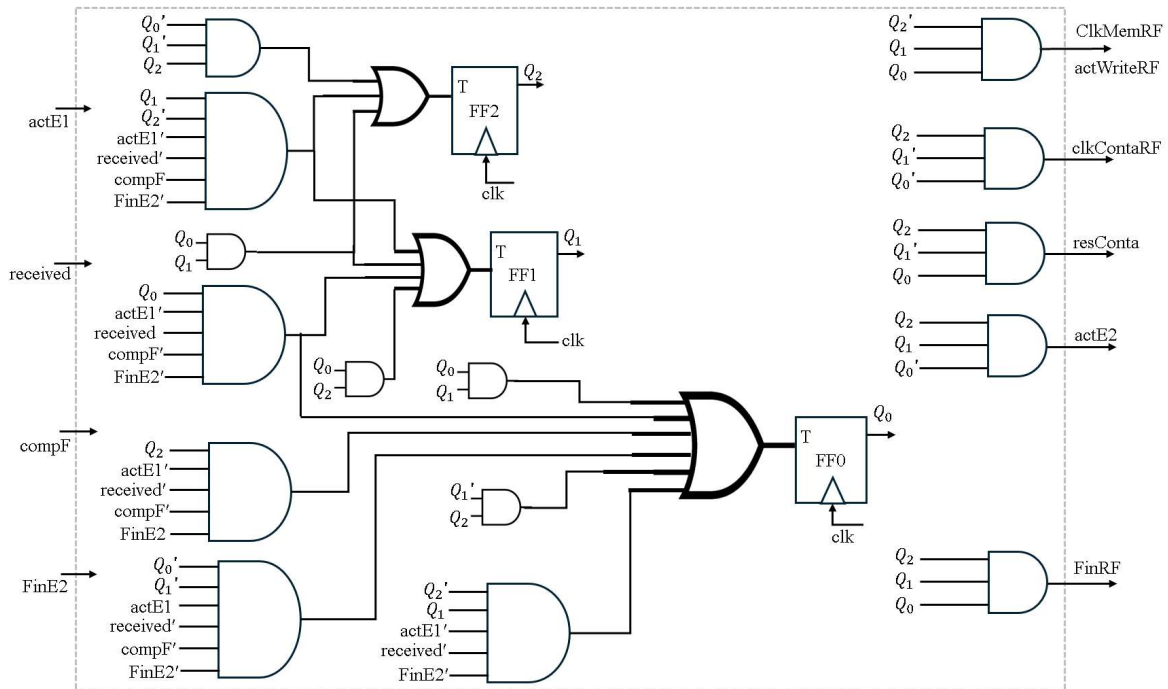 Q₀'
Q₁'
Q₂
Q₁
Q₂'
actE1'
received'
compF
FinE2'
Q₀
Q₁
Q₀
actE1'
received
compF'
FinE2'
Q₀
Q₂
Q₀
Q₁
Q₂
actE1'
received'
compF'
FinE2
Q₁'
Q₂
Q₀'
Q₁'
actE1
received'
compF'
FinE2'
Q₂'
Q₁
actE1'
received'
FinE2'
actE1
received
compF
FinE2
T
FF2
clk
Q₂
T
FF1
clk
Q₁
T
FF0
clk
Q₀
Q₂'
Q₁
Q₀
ClkMemRF
actWriteRF
Q₂
Q₁'
Q₀'
clkContaRF
Q₂
Q₁'
Q₀
resConta
Q₂
Q₁
Q₀'
actE2
Q₂
Q₁
Q₀
FinRF